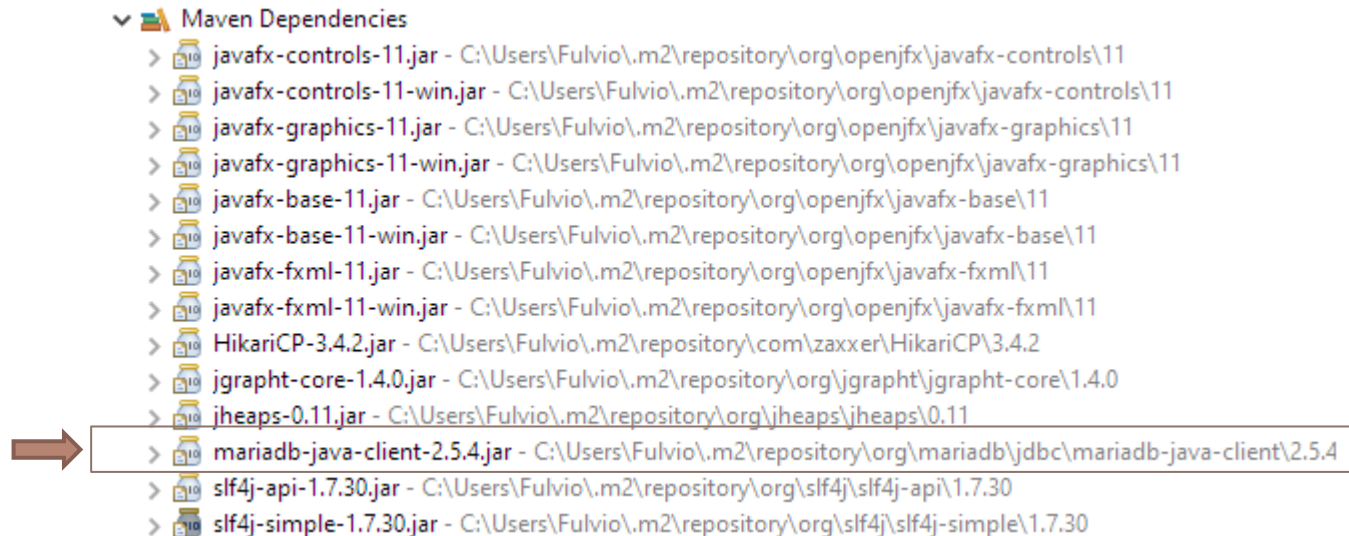 Maven Dependencies
javafx-controls-11.jar - C:\Users\Fulvio\.m2\repository\org\openjfx\javafx-controls\11
javafx-controls-11-win.jar - C:\Users\Fulvio\.m2\repository\org\openjfx\javafx-controls\11
javafx-graphics-11.jar - C:\Users\Fulvio\.m2\repository\org\openjfx\javafx-graphics\11
javafx-graphics-11-win.jar - C:\Users\Fulvio\.m2\repository\org\openjfx\javafx-graphics\11
javafx-base-11.jar - C:\Users\Fulvio\.m2\repository\org\openjfx\javafx-base\11
javafx-base-11-win.jar - C:\Users\Fulvio\.m2\repository\org\openjfx\javafx-base\11
javafx-fxml-11.jar - C:\Users\Fulvio\.m2\repository\org\openjfx\javafx-fxml\11
javafx-fxml-11-win.jar - C:\Users\Fulvio\.m2\repository\org\openjfx\javafx-fxml\11
HikariCP-3.4.2.jar - C:\Users\Fulvio\.m2\repository\com\zaxxer\HikariCP\3.4.2
jgrapht-core-1.4.0.jar - C:\Users\Fulvio\.m2\repository\org\jgrapht\jgrapht-core\1.4.0
jheaps-0.11.jar - C:\Users\Fulvio\.m2\repository\org\jheaps\jheaps\0.11
mariadb-java-client-2.5.4.jar - C:\Users\Fulvio\.m2\repository\org\mariadb\jdbc\mariadb-java-client\2.5.4
slf4j-api-1.7.30.jar - C:\Users\Fulvio\.m2\repository\org\slf4j\slf4j-api\1.7.30
slf4j-simple-1.7.30.jar - C:\Users\Fulvio\.m2\repository\org\slf4j\slf4j-simple\1.7.30